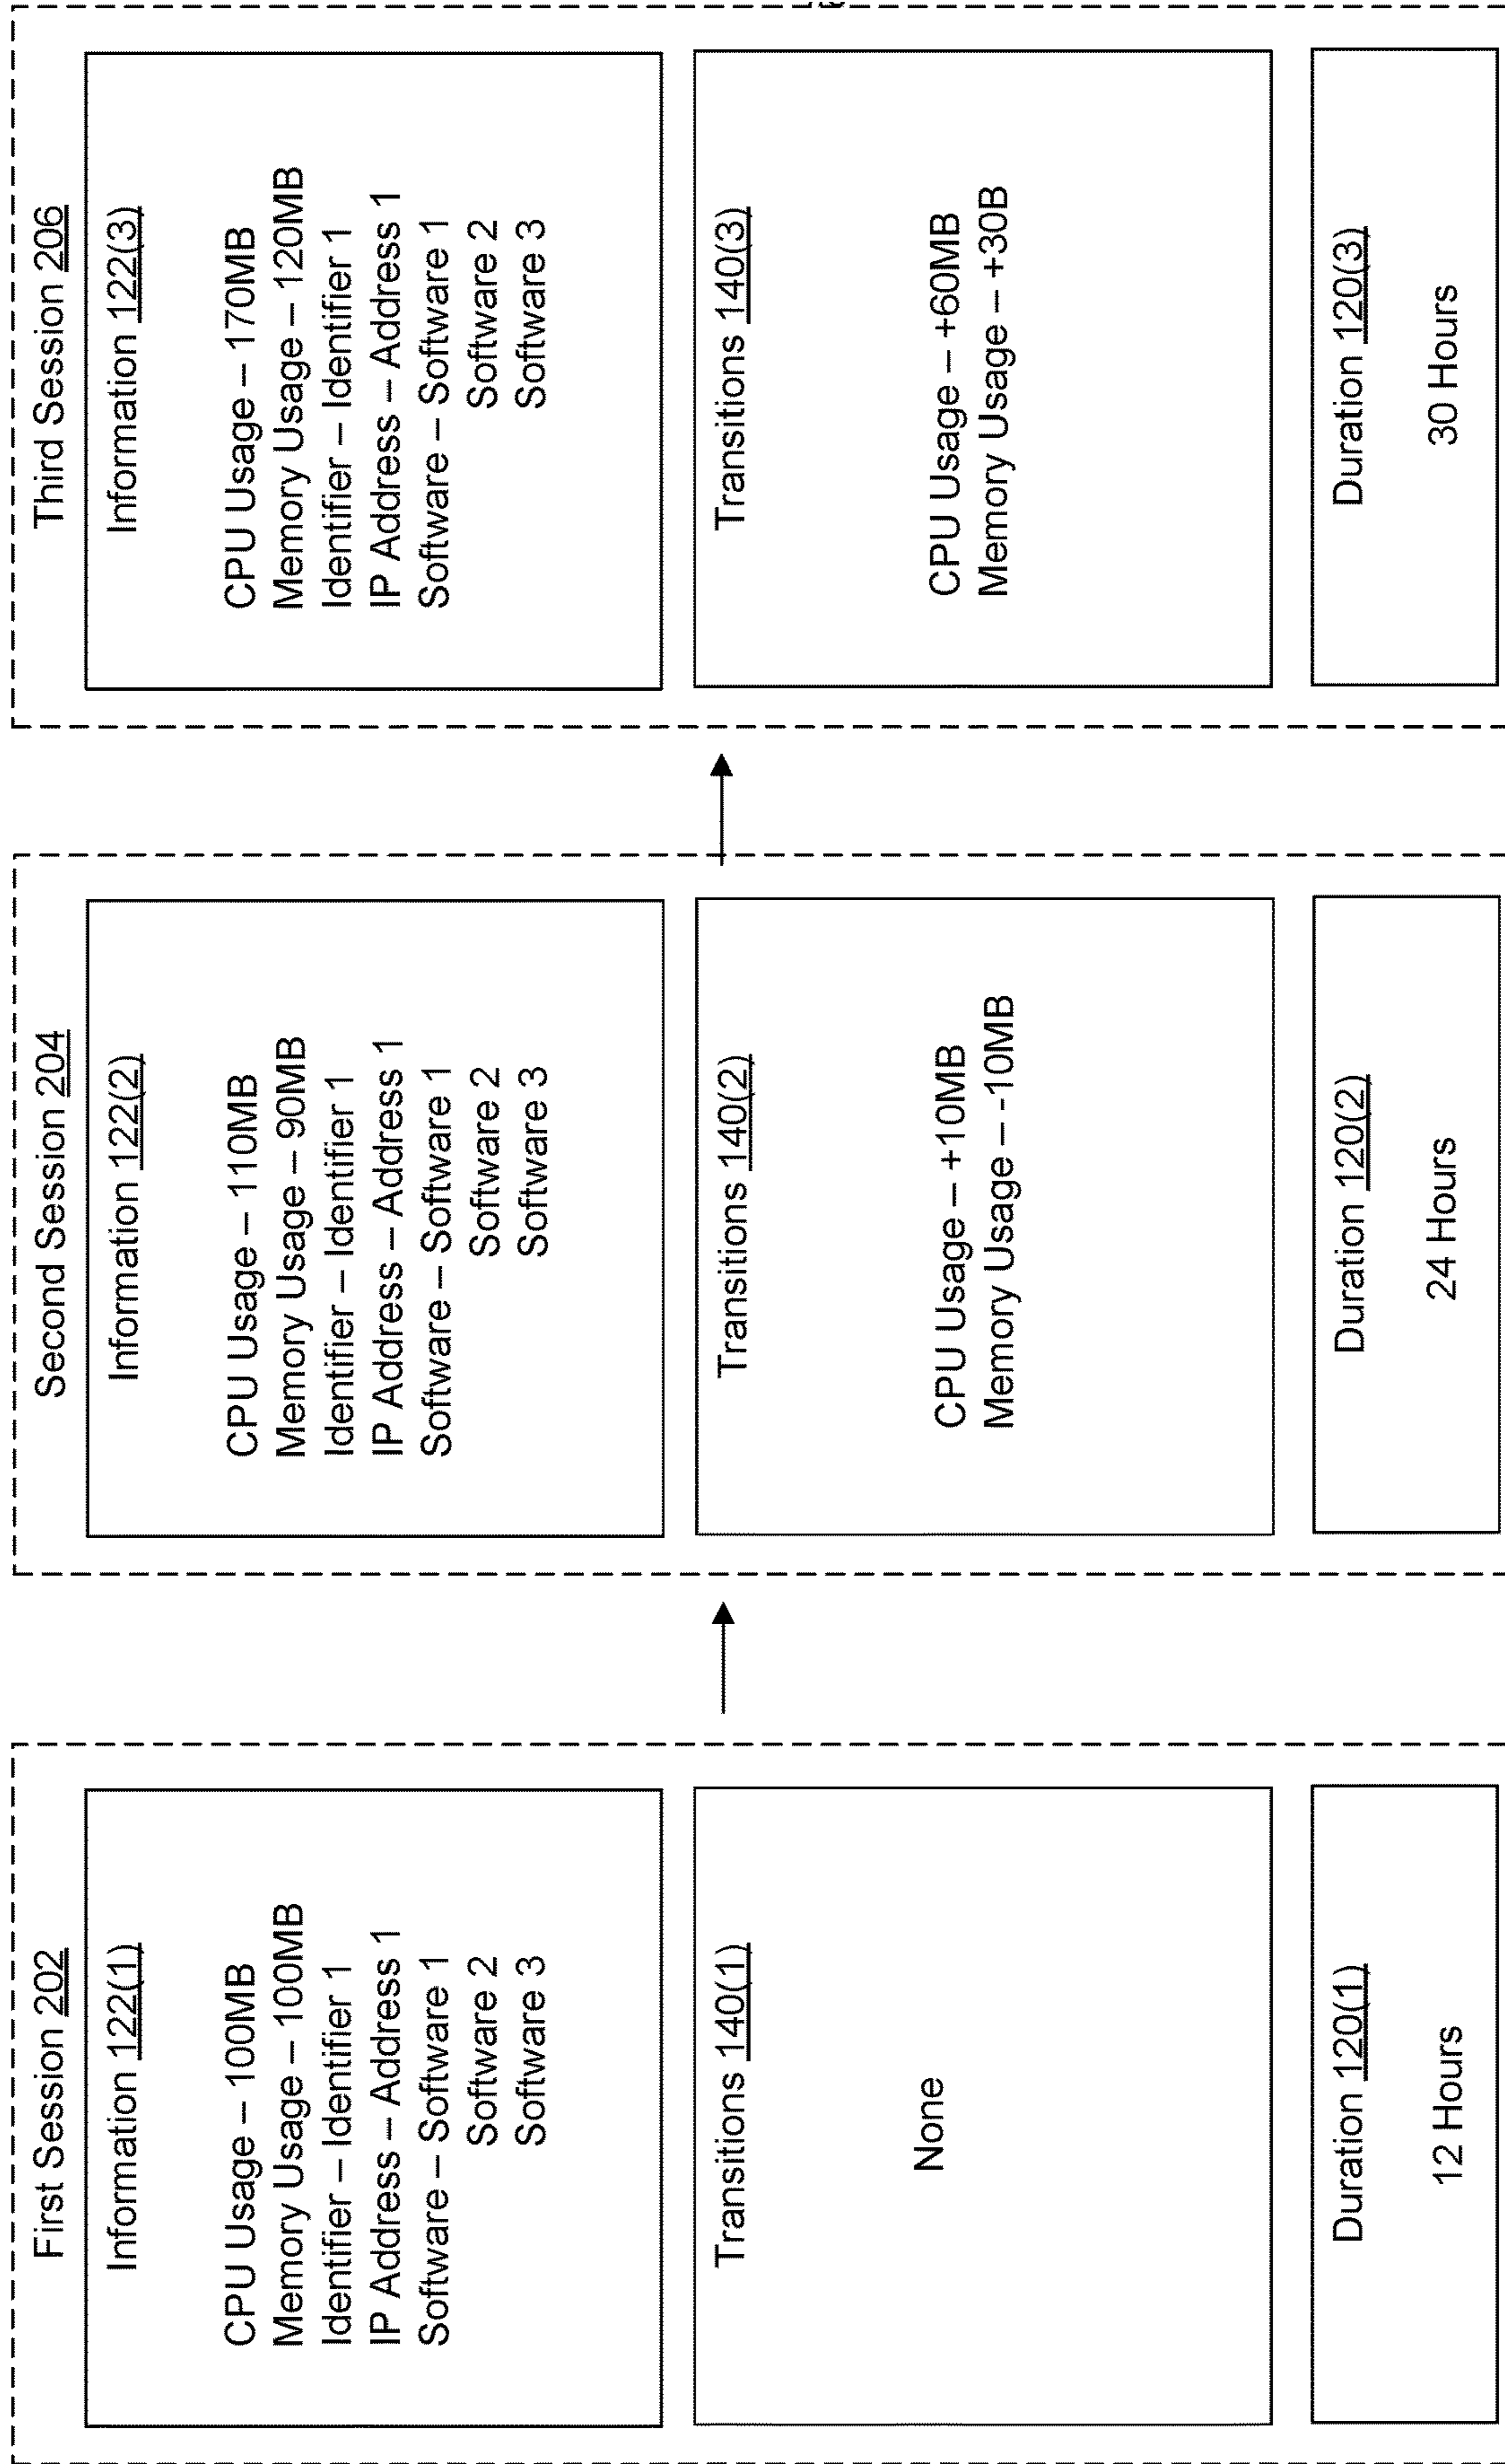 First Session 202
Information 122(1)
CPU Usage – 100MB
Memory Usage – 100MB
Identifier – Identifier 1
IP Address – Address 1
Software – Software 1
Software 2
Software 3
Transitions 140(1)
None
Duration 120(1)
12 Hours
Second Session 204
Information 122(2)
CPU Usage – 110MB
Memory Usage – 90MB
Identifier – Identifier 1
IP Address – Address 1
Software – Software 1
Software 2
Software 3
Transitions 140(2)
CPU Usage – +10MB
Memory Usage – -10MB
Duration 120(2)
24 Hours
Third Session 206
Information 122(3)
CPU Usage – 170MB
Memory Usage – 120MB
Identifier – Identifier 1
IP Address – Address 1
Software – Software 1
Software 2
Software 3
Transitions 140(3)
CPU Usage – +60MB
Memory Usage – +30B
Duration 120(3)
30 Hours